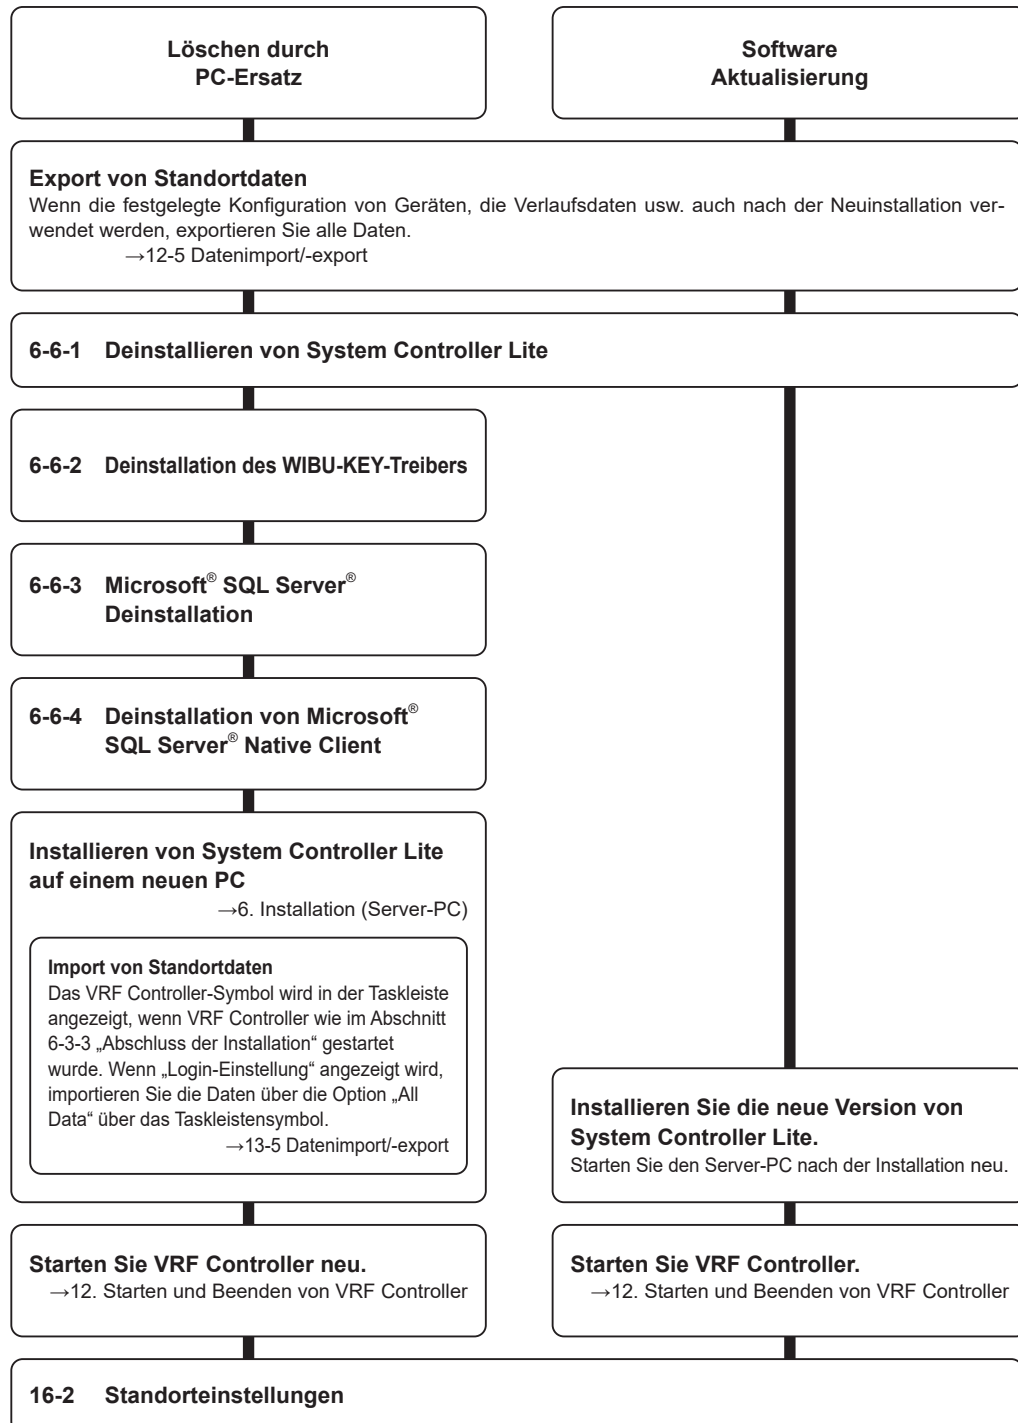 Löschen durch
PC-Ersatz
Software
Aktualisierung
Export von Standortdaten
Wenn die festgelegte Konfiguration von Geräten, die Verlaufsdaten usw. auch nach der Neuinstallation ver-
wendet werden, exportieren Sie alle Daten.
→12-5 Datenimport/-export
6-6-1 Deinstallieren von System Controller Lite
6-6-2 Deinstallation des WIBU-KEY-Treibers
6-6-3 Microsoft® SQL Server®
Deinstallation
6-6-4 Deinstallation von Microsoft®
SQL Server® Native Client
Installieren von System Controller Lite
auf einem neuen PC
→6. Installation (Server-PC)
Import von Standortdaten
Das VRF Controller-Symbol wird in der Taskleiste
angezeigt, wenn VRF Controller wie im Abschnitt
6-3-3 „Abschluss der Installation“ gestartet
wurde. Wenn „Login-Einstellung“ angezeigt wird,
importieren Sie die Daten über die Option „All
Data“ über das Taskleistensymbol.
→13-5 Datenimport/-export
Installieren Sie die neue Version von
System Controller Lite.
Starten Sie den Server-PC nach der Installation neu.
Starten Sie VRF Controller neu.
→12. Starten und Beenden von VRF Controller
Starten Sie VRF Controller.
→12. Starten und Beenden von VRF Controller
16-2 Standorteinstellungen